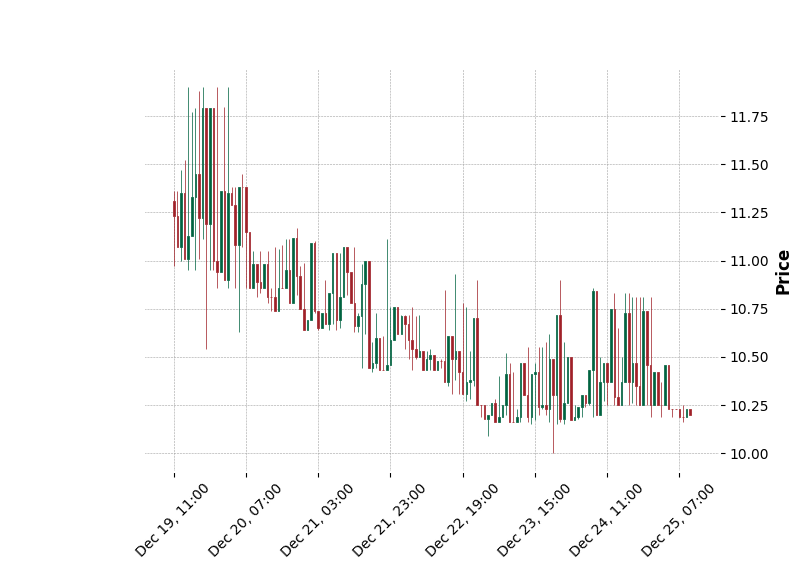 11.75
11.50
11.25
11.00
10.75
10.50
10.25
10.00
Price
Dec 19, 11:00
Dec 20, 07:00
Dec 21, 03:00
Dec 21, 23:00
Dec 22, 19:00
Dec 23, 15:00
Dec 24, 11:00
Dec 25, 07:00